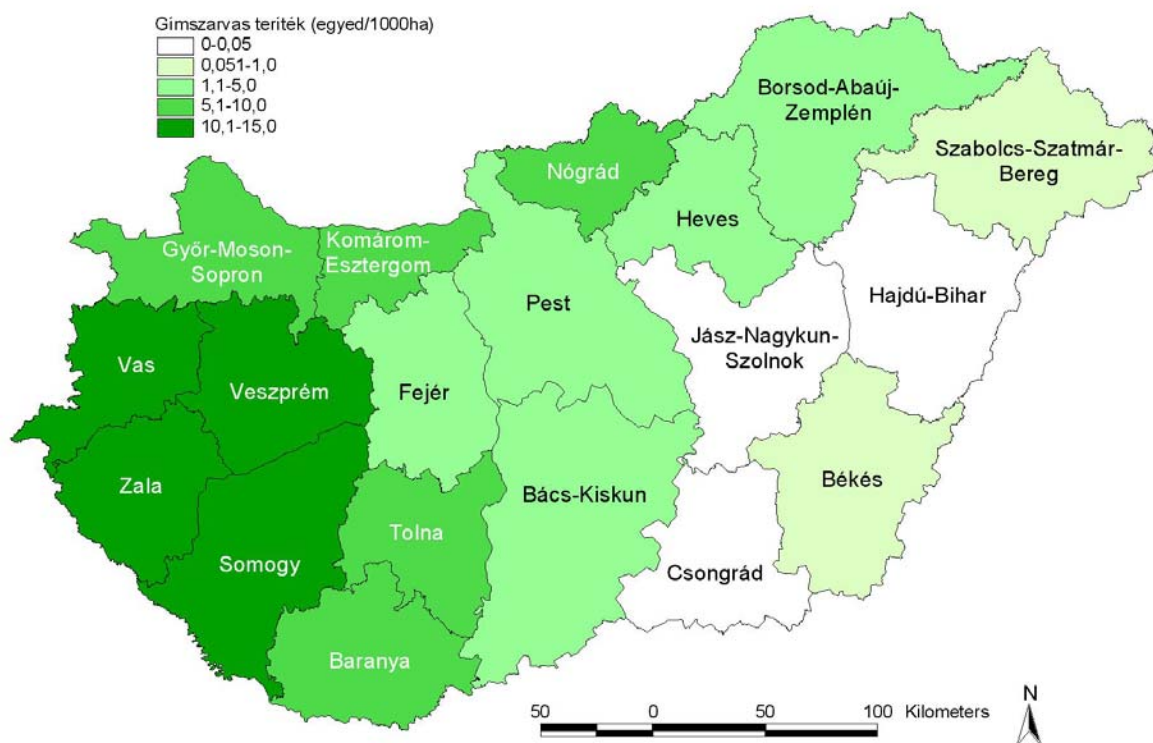 Gímszarvas teríték (egyed/1000ha)
0-0,05
0,051-1,0
1,1-5,0
5,1-10,0
10,1-15,0
Borsod-Abaúj-
Zemplén
Szabolcs-Szatmár-
Bereg
Nógrád
Heves
Győr-Moson-
Sopron
Komárom-
Esztergom
Hajdú-Bihar
Pest
Jász-Nagykun-
Szolnok
Vas
Veszprém
Fejér
Zala
Bács-Kiskun
Békés
Tolna
Somogy
Csongrád
Baranya
N
50 0 50 100 Kilometers